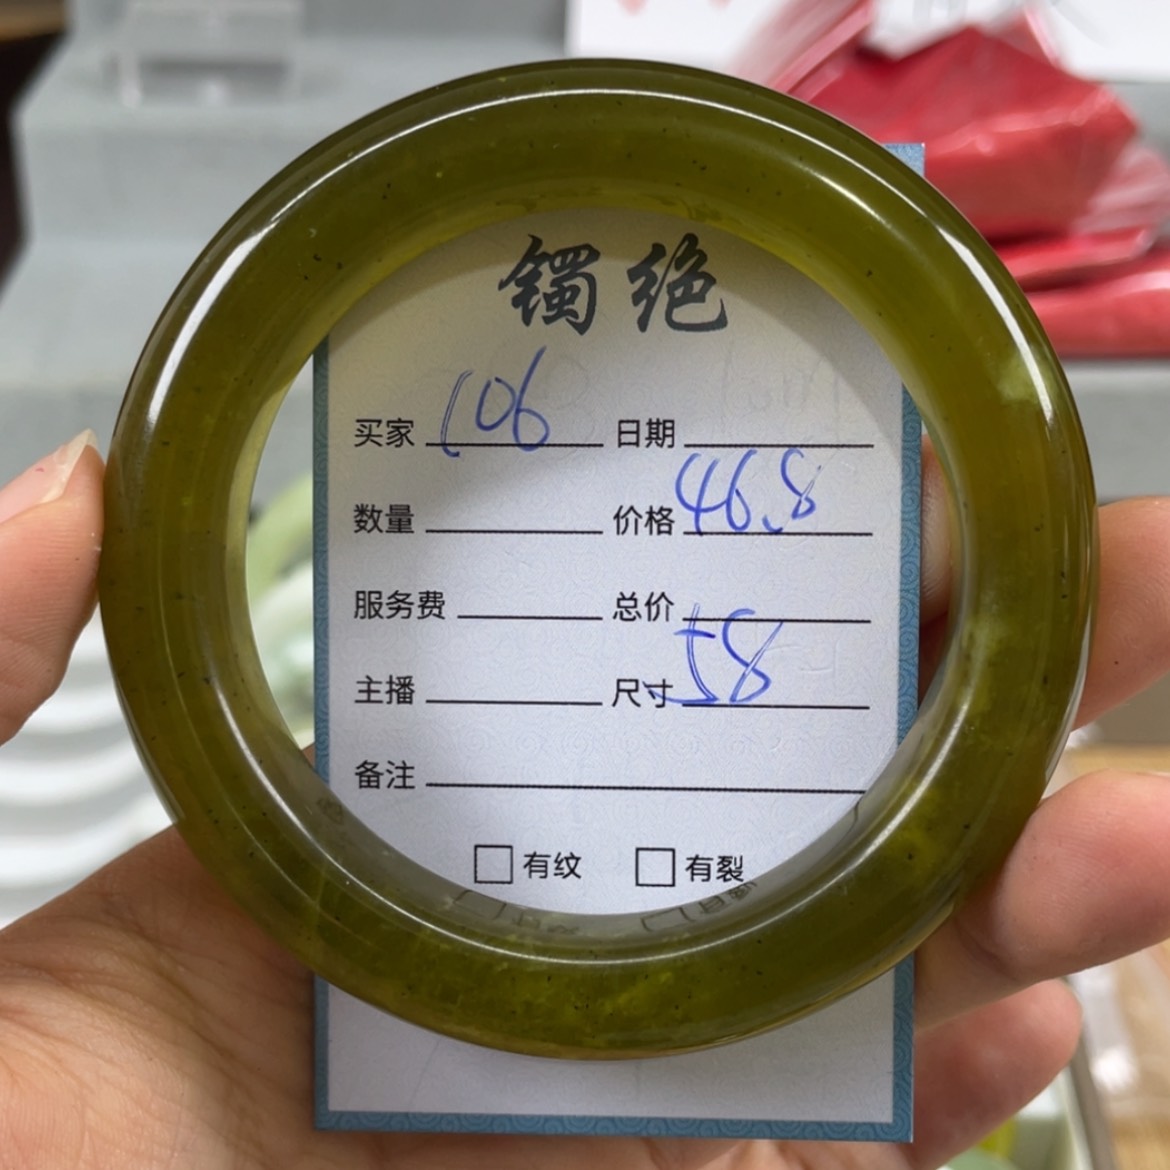 镯绝
买家 106 日期
数量 价格 46.8
服务费 总价
主播 尺寸 58
备注
有纹 有裂